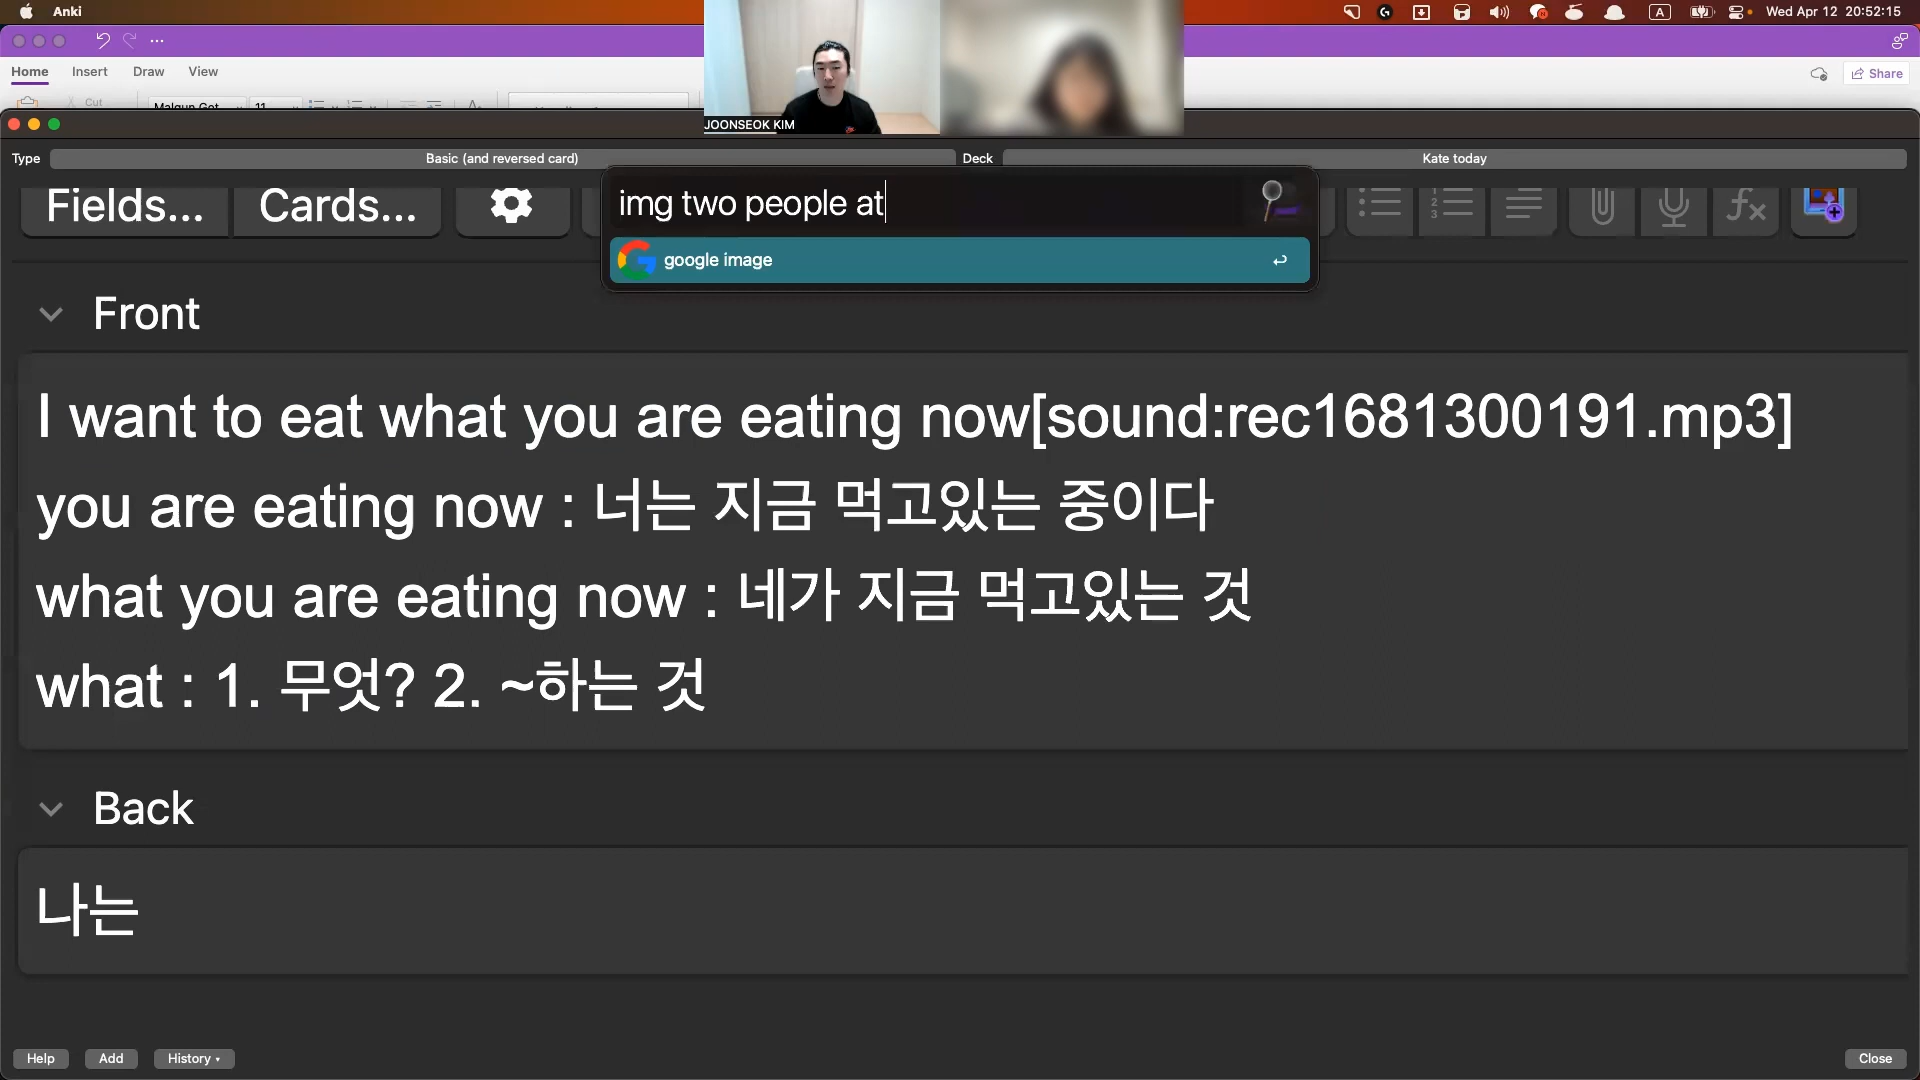 Anki
A
Wed Apr 12 20:52:15
Home
Insert
Draw
View
Share
Cut
Malgun Got
11
JOONSEOK KIM
Type
Basic (and reversed card)
Deck
Kate today
Fields...
Cards...
img two people at
google image
Front
I want to eat what you are eating now[sound:rec1681300191.mp3]
you are eating now : 너는 지금 먹고있는 중이다
what you are eating now : 네가 지금 먹고있는 것
what : 1. 무엇? 2. ~하는 것
Back
나는
Help
Add
History
Close